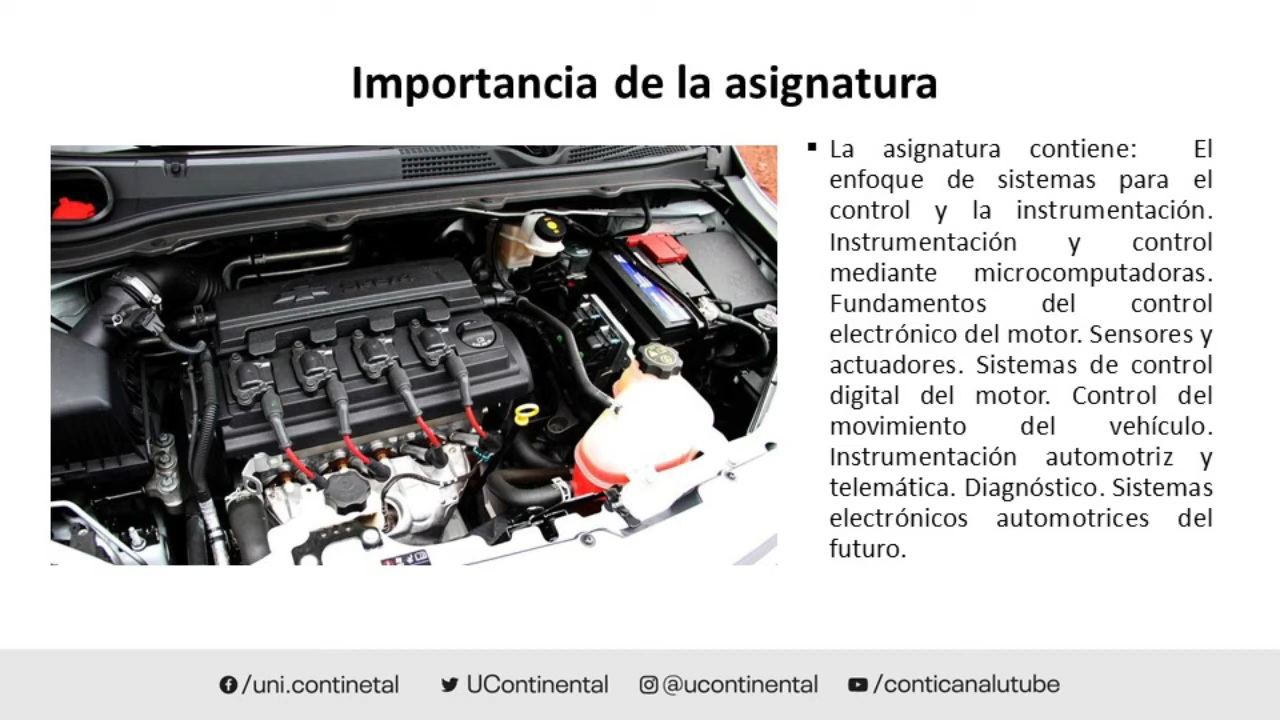 Importancia de la asignatura
▪ La asignatura contiene: El
enfoque de sistemas para el
control y la instrumentación.
Instrumentación y control
mediante microcomputadoras.
Fundamentos del control
electrónico del motor. Sensores y
actuadores. Sistemas de control
digital del motor. Control del
movimiento del vehículo.
Instrumentación automotriz y
telemática. Diagnóstico. Sistemas
electrónicos automotrices del
futuro.
/uni.continetal UContinental @ucontinental /conticanalutube